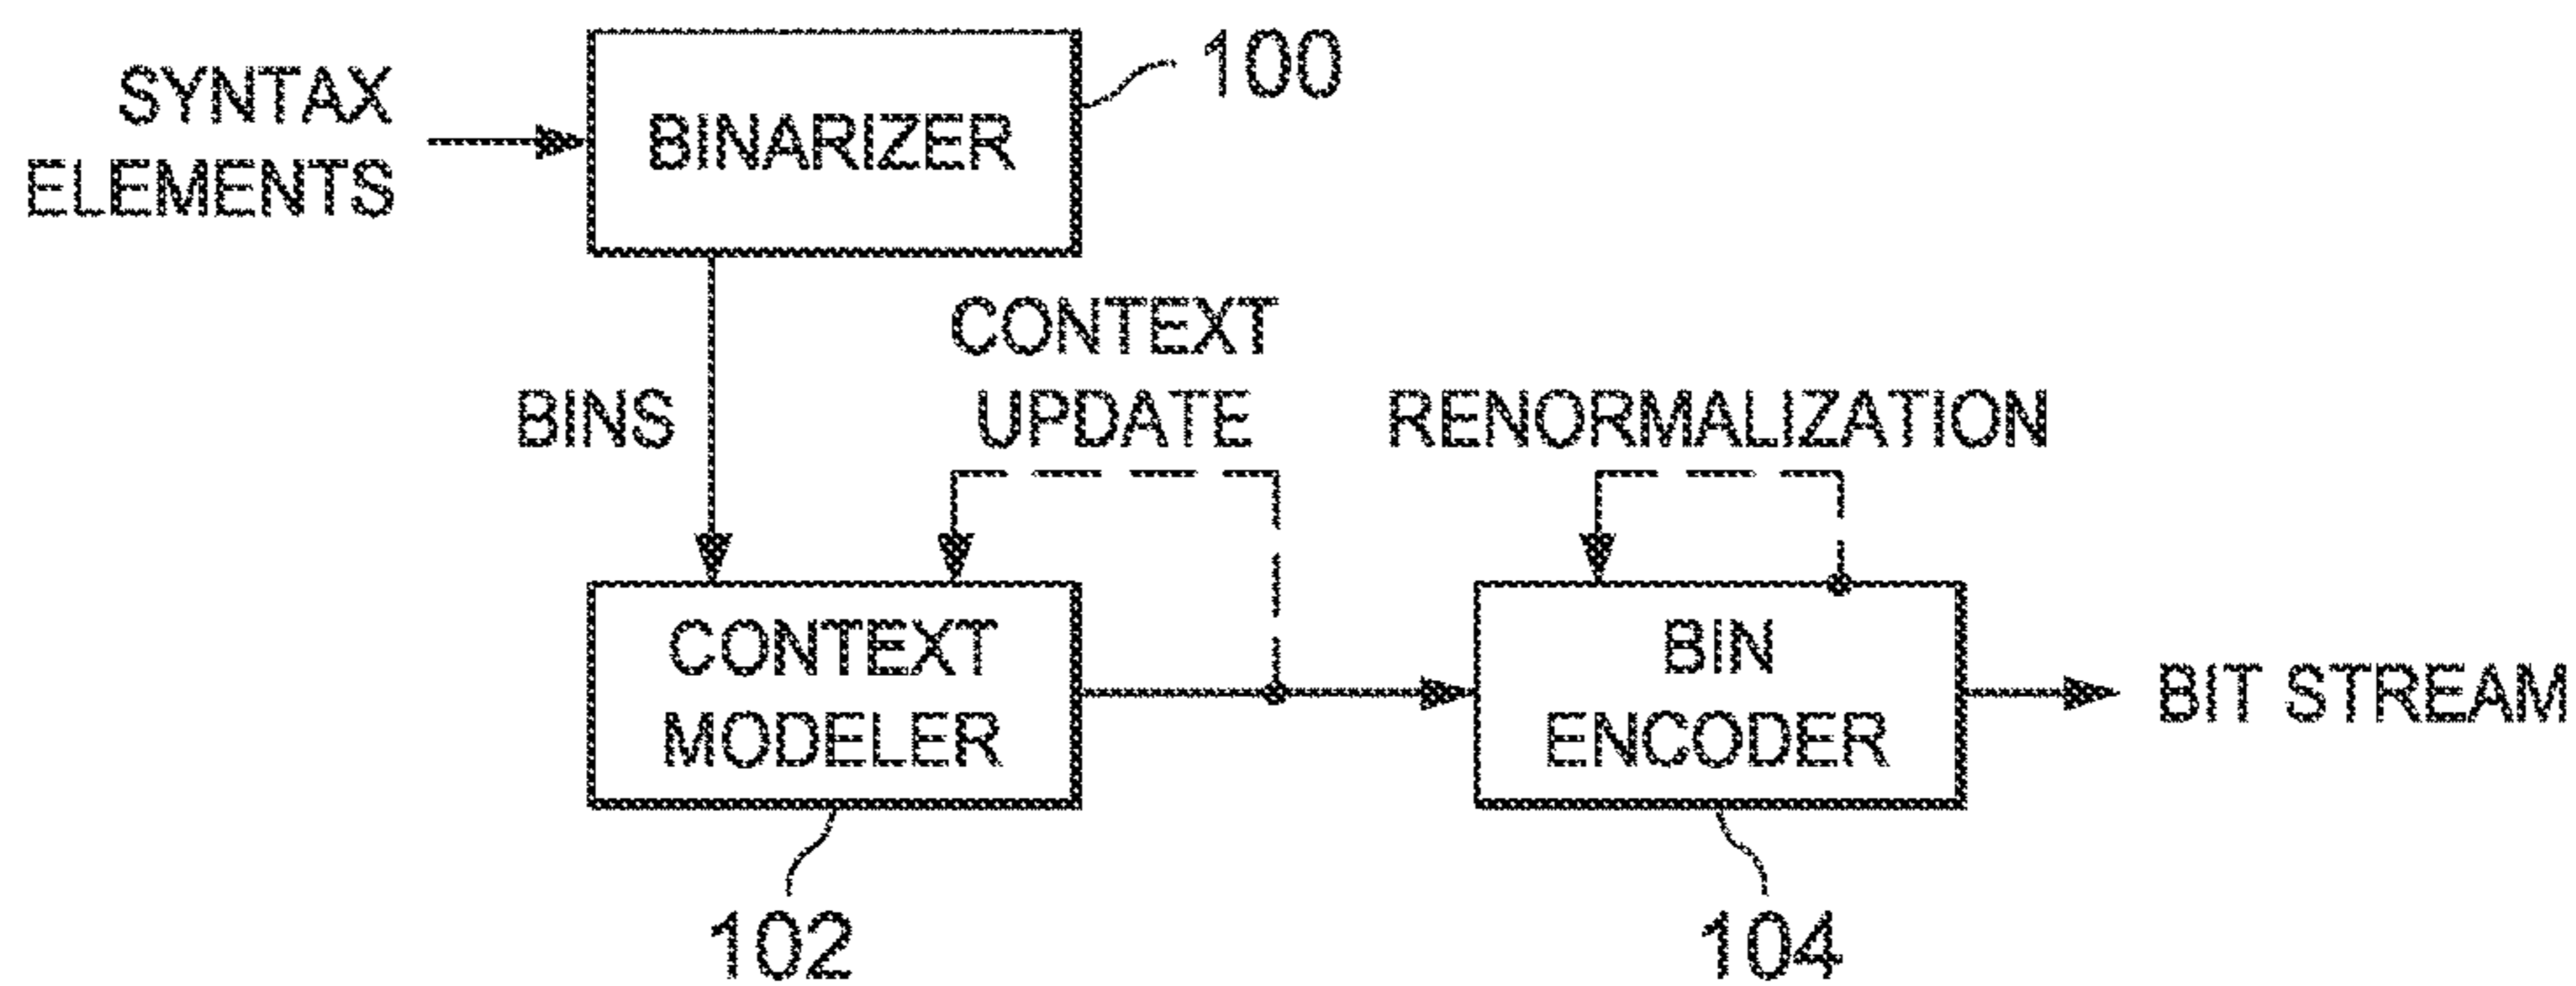 SYNTAX
ELEMENTS
BINARIZER
100
BINS
CONTEXT
UPDATE
RENORMALIZATION
CONTEXT
MODELER
BIN
ENCODER
BIT STREAM
102
104